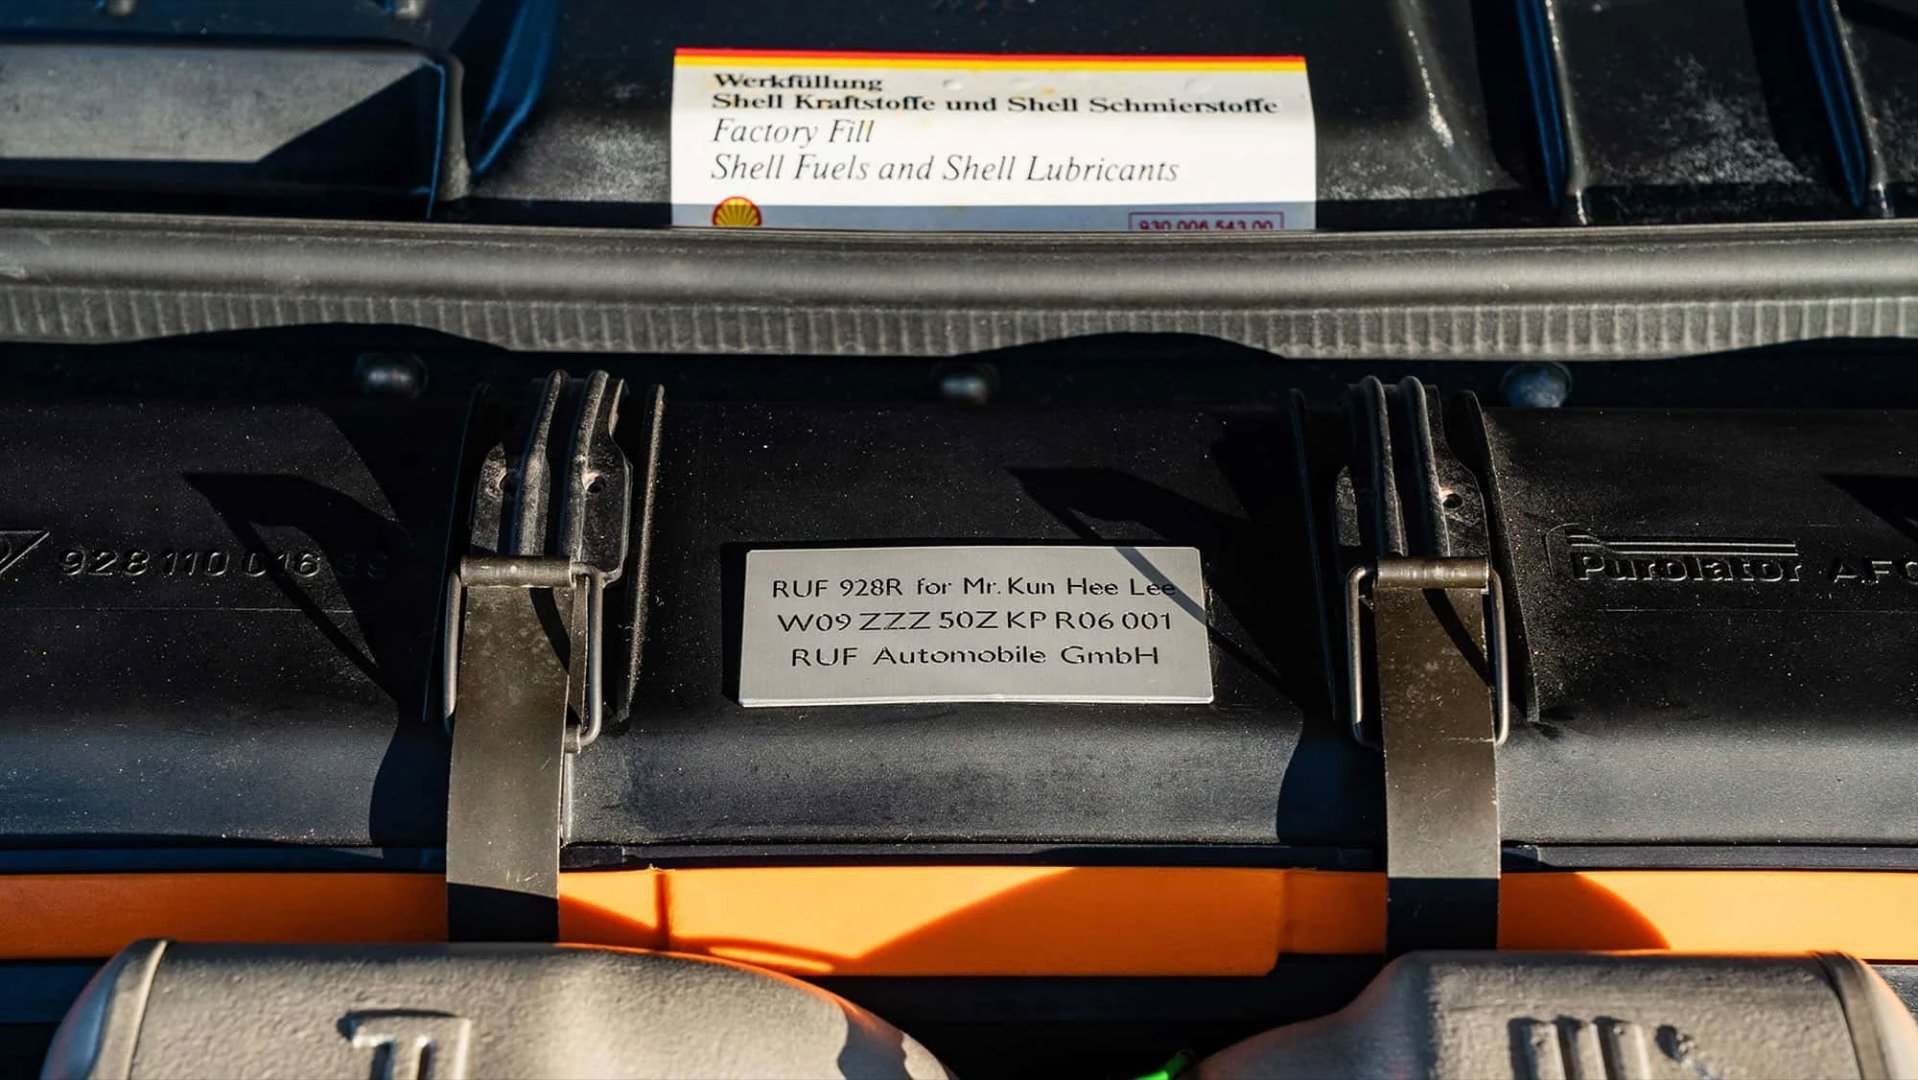 Werkfüllung
Shell Kraftstoffe und Shell Schmierstoffe
Factory Fill
Shell Fuels and Shell Lubricants
930 006 543 00
928 110 016
Purolator AFC
RUF 928R for Mr. Kun Hee Lee
W09 ZZZ 50Z KP R06 001
RUF Automobile GmbH